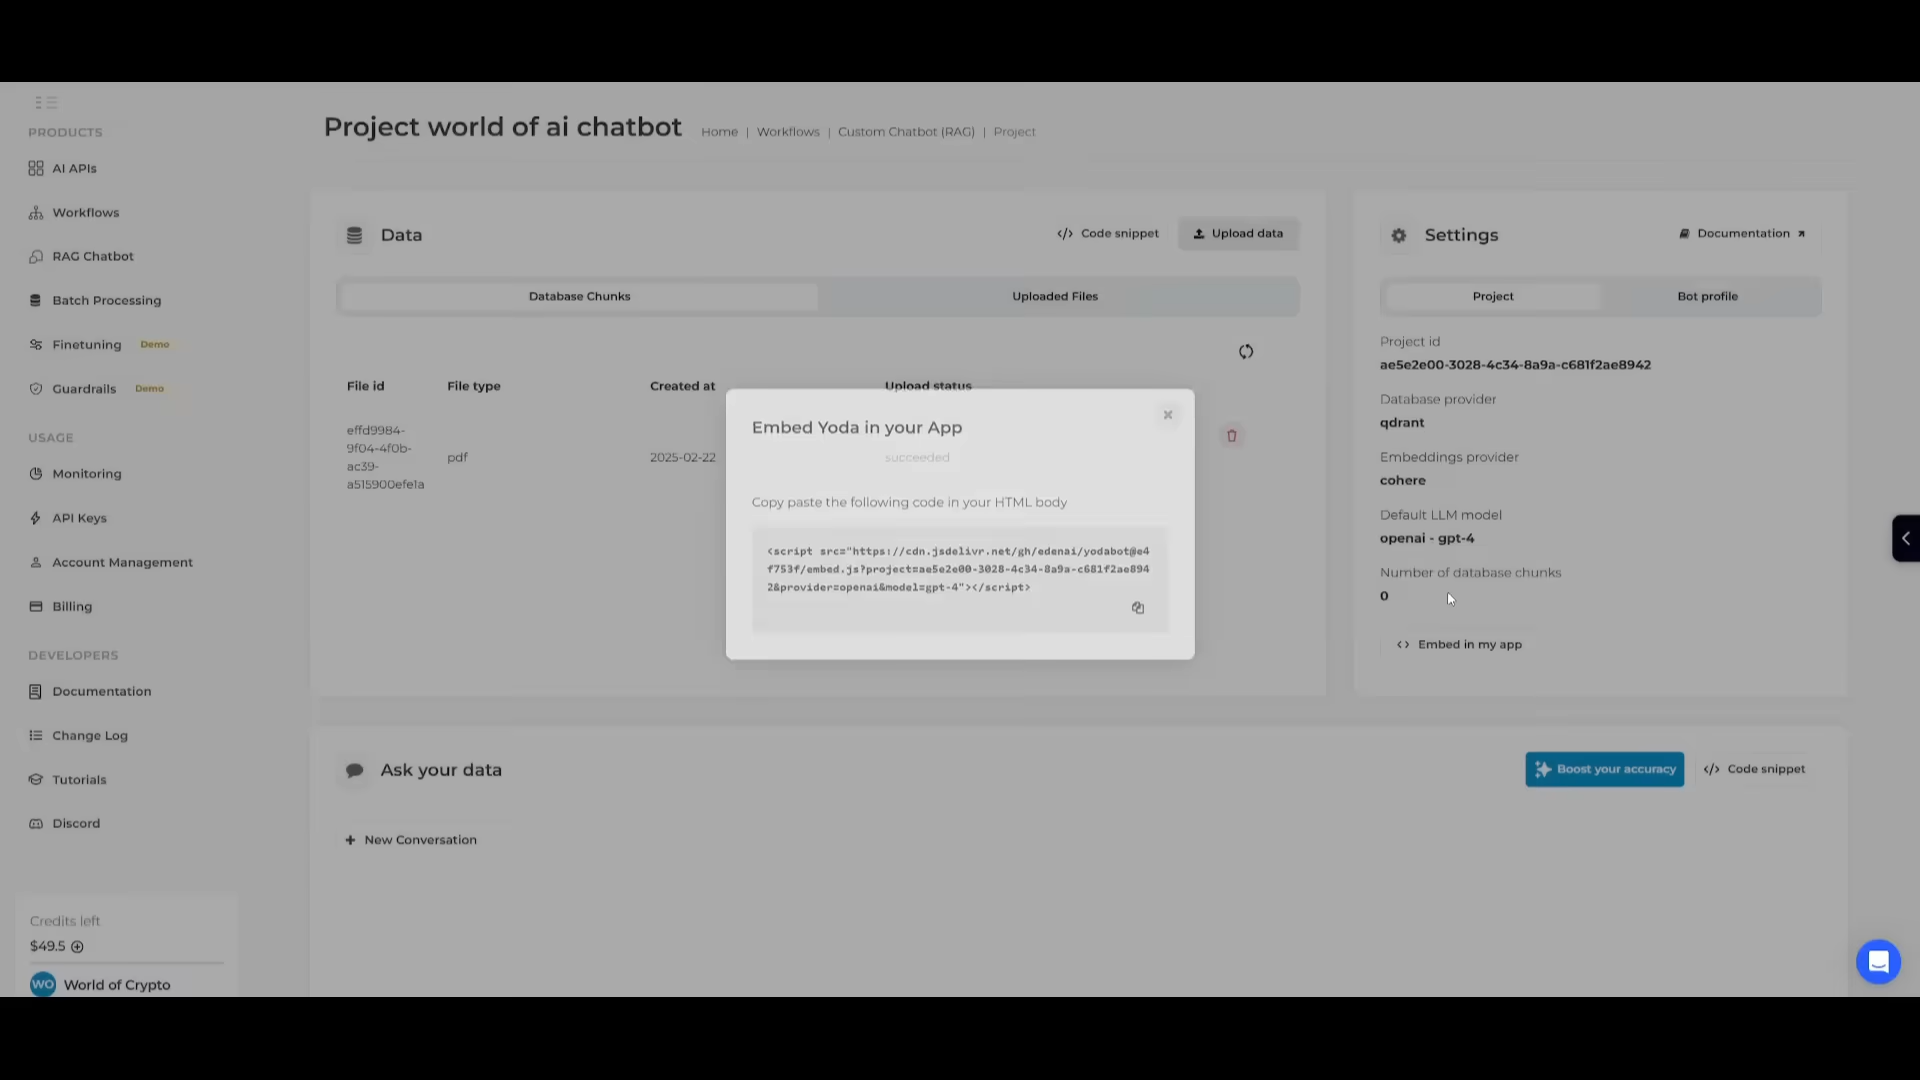 PRODUCTS
AI APIs
Workflows
RAG Chatbot
Batch Processing
Finetuning Demo
Guardrails Demo
USAGE
Monitoring
API Keys
Account Management
Billing
DEVELOPERS
Documentation
Change Log
Tutorials
Discord
Credits left
$49.5
WO World of Crypto
Project world of ai chatbot
Home | Workflows | Custom Chatbot (RAG) | Project
Data
</> Code snippet
Upload data
Database Chunks
Uploaded Files
File id
File type
Created at
Upload status
effd9984-
9f04-4f0b-
ac39-
a515900efe1a
pdf
2025-02-22
succeeded
Embed Yoda in your App
Copy paste the following code in your HTML body
<script src="https://cdn.jsdelivr.net/gh/edenai/yodabot@e4
f753f/embed.js?project=ae5e2e00-3028-4c34-8a9a-c681f2ae894
2&provider=openai&model=gpt-4"></script>
Settings
Documentation
Project
Bot profile
Project id
ae5e2e00-3028-4c34-8a9a-c681f2ae8942
Database provider
qdrant
Embeddings provider
cohere
Default LLM model
openai - gpt-4
Number of database chunks
0
<> Embed in my app
Ask your data
Boost your accuracy
</> Code snippet
+ New Conversation